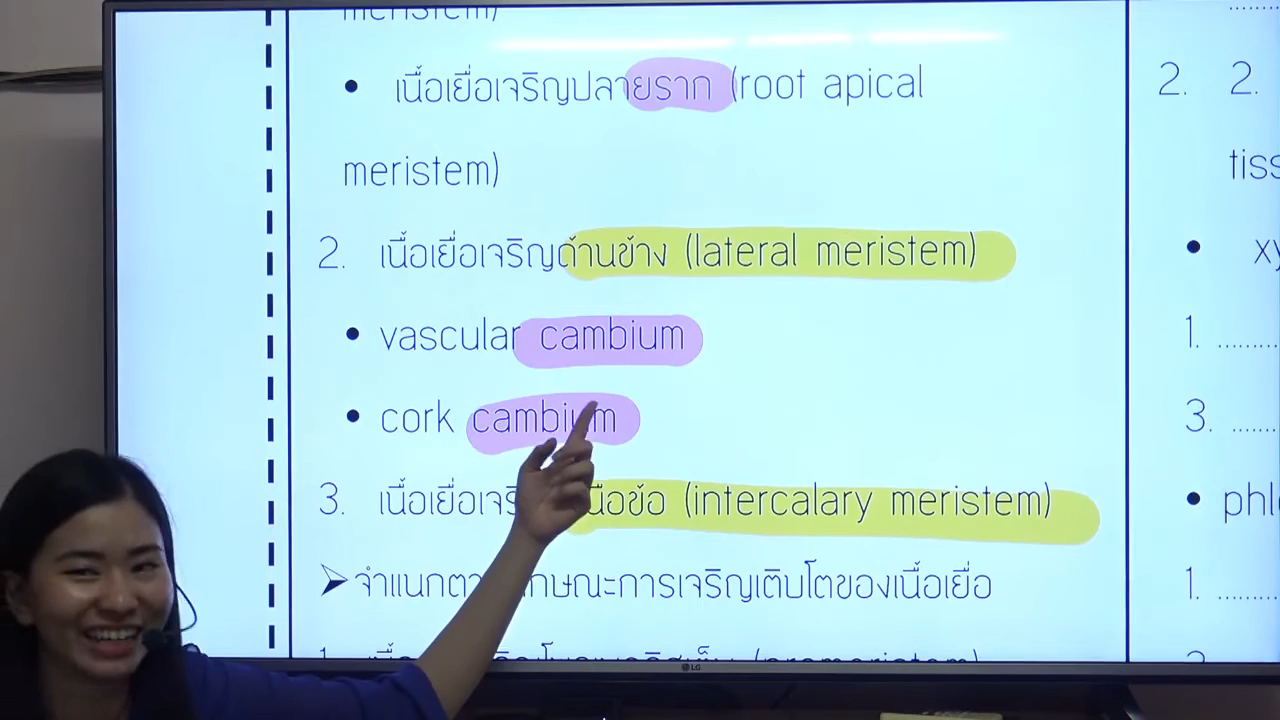 meristem)
• เนื้อเยื่อเจริญปลายราก (root apical
meristem)
2. เนื้อเยื่อเจริญด้านข้าง (lateral meristem)
• vascular cambium
• cork cambium
3. เนื้อเยื่อเจริ นือข้อ (intercalary meristem)
➢ จำแนกตา ักษณะการเจริญเติบโตของเนื้อเยื่อ
(promeristem)
2. 2.
tiss
• xy
1. ........
3. ........
• phl
1. ........
LG